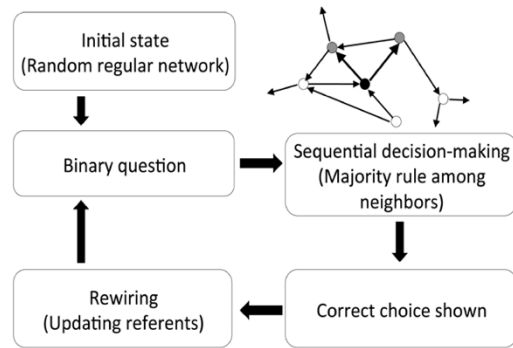 Initial state
(Random regular network)
Binary question
Sequential decision-making
(Majority rule among
neighbors)
Rewiring
(Updating referents)
Correct choice shown